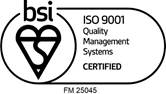 bsi
ISO 9001
Quality
Management
Systems
CERTIFIED
FM 25045